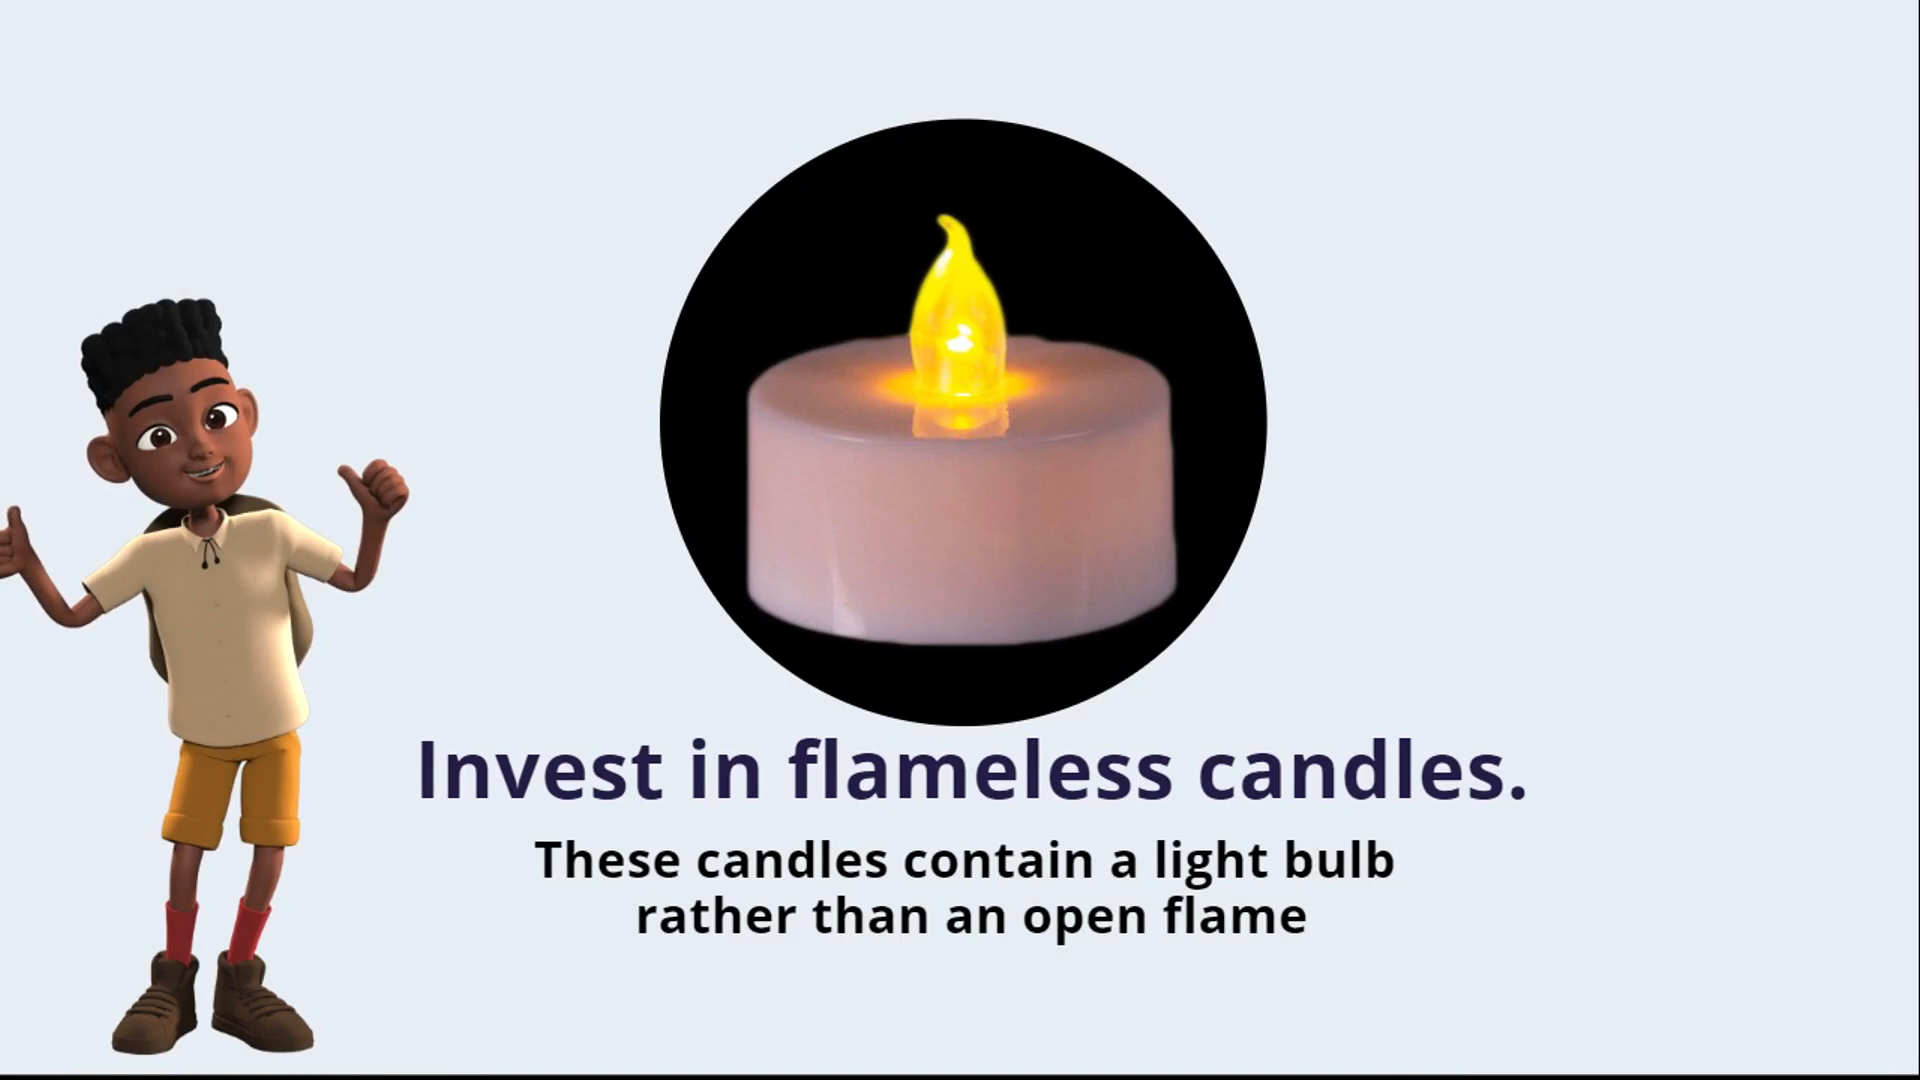 Invest in flameless candles.
These candles contain a light bulb
rather than an open flame